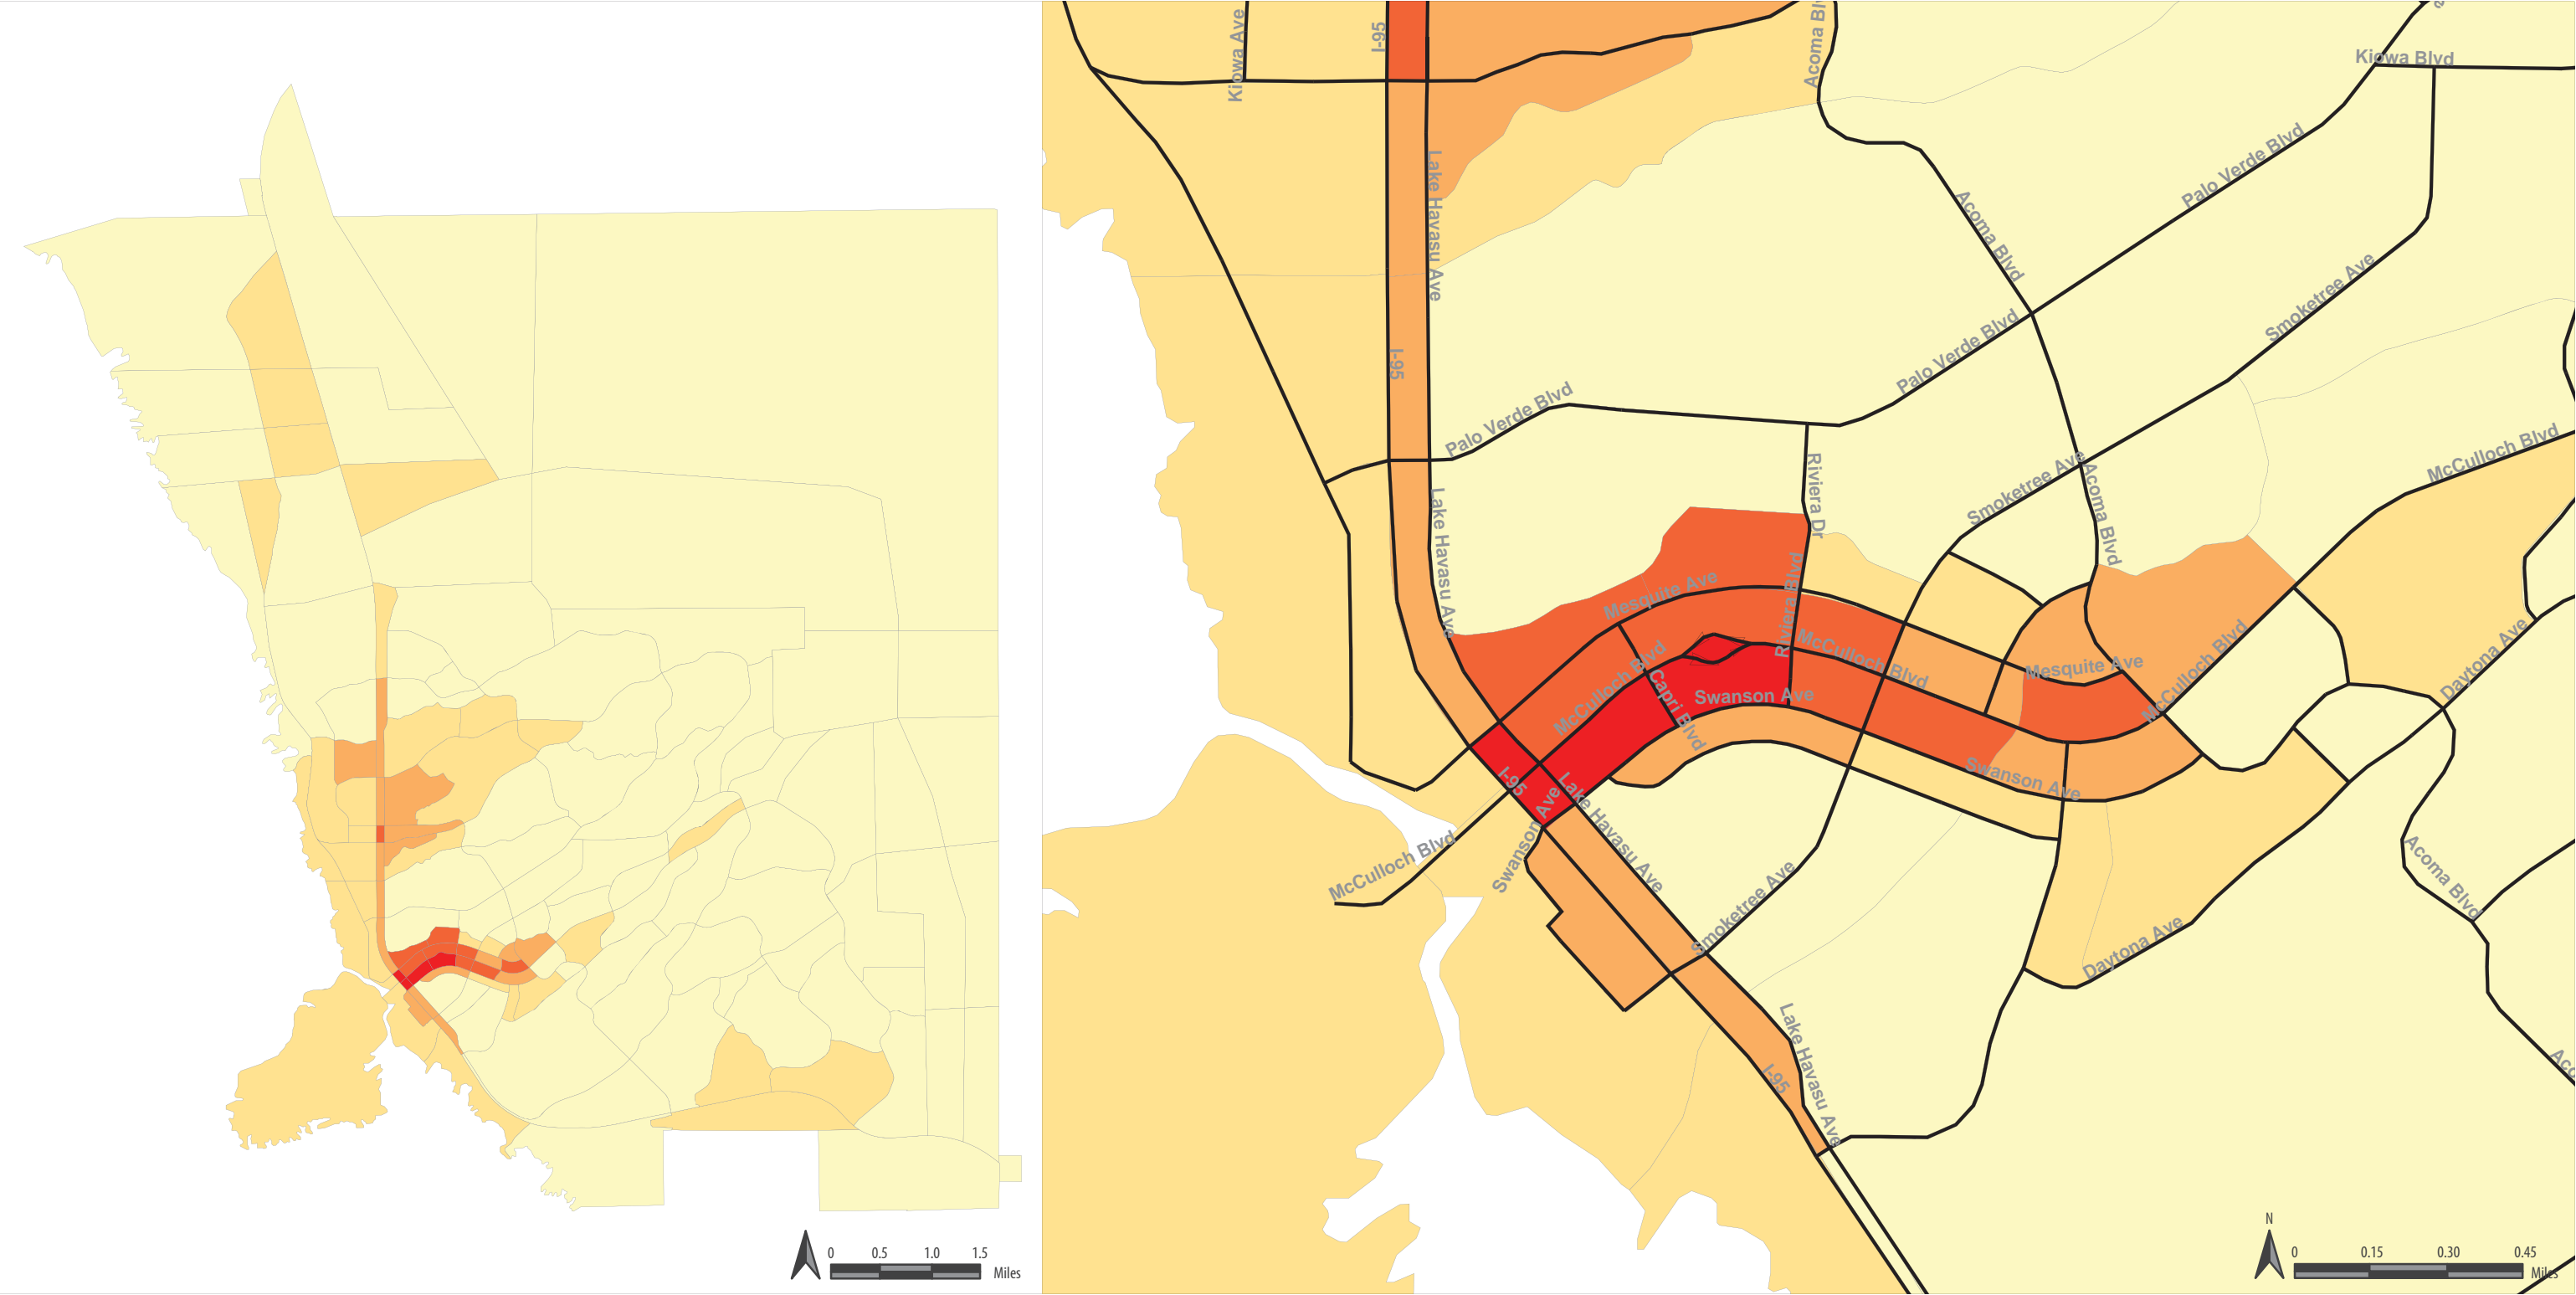 Kiowa Ave
I-95
Acoma Blv
Kiowa Blvd
Lake Havasu Ave
Palo Verde Blvd
Acoma Blvd
Smoketree Ave
Palo Verde Blvd
I-95
Palo Verde Blvd
McCulloch Blvd
Riviera Dr
Smoketree Ave
Acoma Blvd
Lake Havasu Ave
Mesquite Ave
Riviera Blvd
McCulloch Blvd
McCulloch Blvd
Capri Blvd
Swanson Ave
Mesquite Ave
McCulloch Blvd
Daytona Ave
I-95
Swanson Ave
Lake Havasu Ave
Swanson Ave
McCulloch Blvd
Smoketree Ave
Acoma Blvd
Daytona Ave
Lake Havasu Ave
I-95
Aco
0 0.5 1.0 1.5
Miles
N
0 0.15 0.30 0.45
Miles